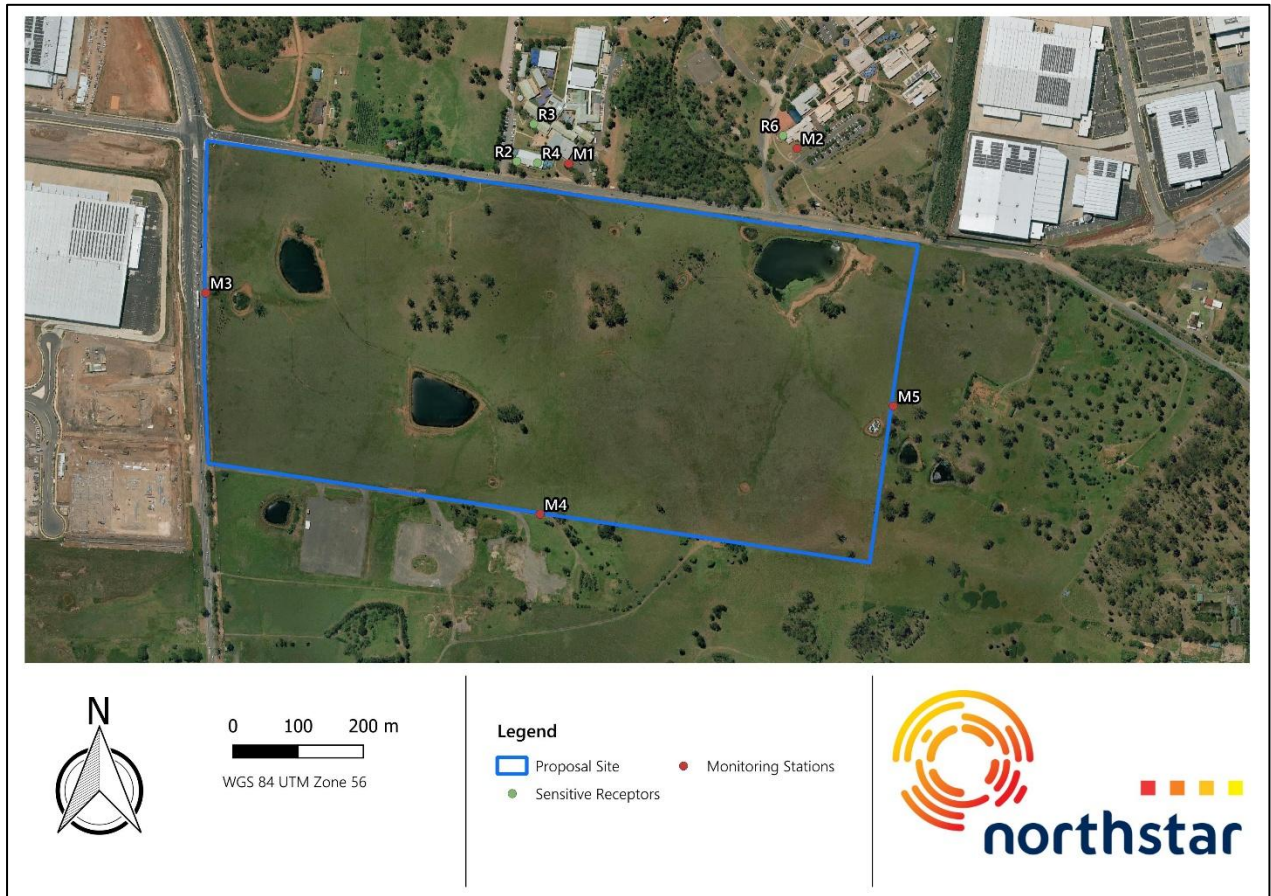 R3
R6
M2
R2
R4
M1
M3
M5
M4
N
0 100 200 m
WGS 84 UTM Zone 56
Legend
Proposal Site
Monitoring Stations
Sensitive Receptors
northstar